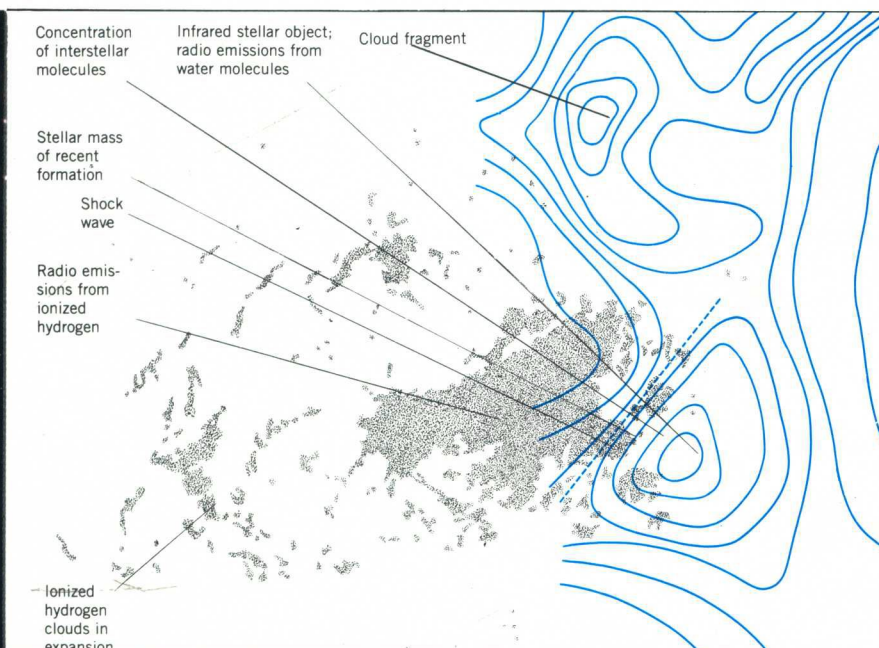 Concentration
of interstellar
molecules
Infrared stellar object;
radio emissions from
water molecules
Cloud fragment
Stellar mass
of recent
formation
Shock
wave
Radio emis-
sions from
ionized
hydrogen
Ionized
hydrogen
clouds in
expansion